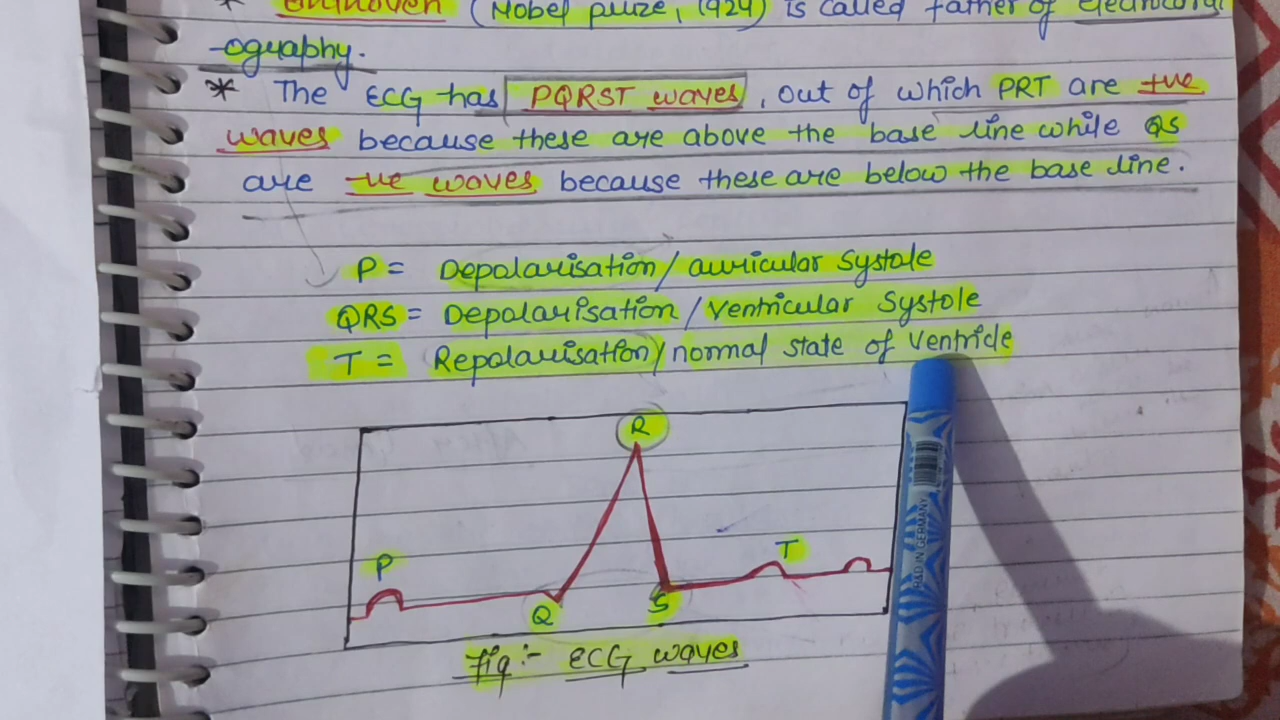 * Einthoven (Nobel prize, 1924) is called father of electrocardi
-ography.
* The ECG has PQRST waves, out of which PRT are +ve
waves because these are above the base line while QS
are -ve waves because these are below the base line.
P = Depolarisation/auricular systole
QRS = Depolarisation/ventricular systole
T = Repolarisation/normal state of ventricle
R
P
T
Q
S
fig:- ECG waves
R&D IN GERMANY